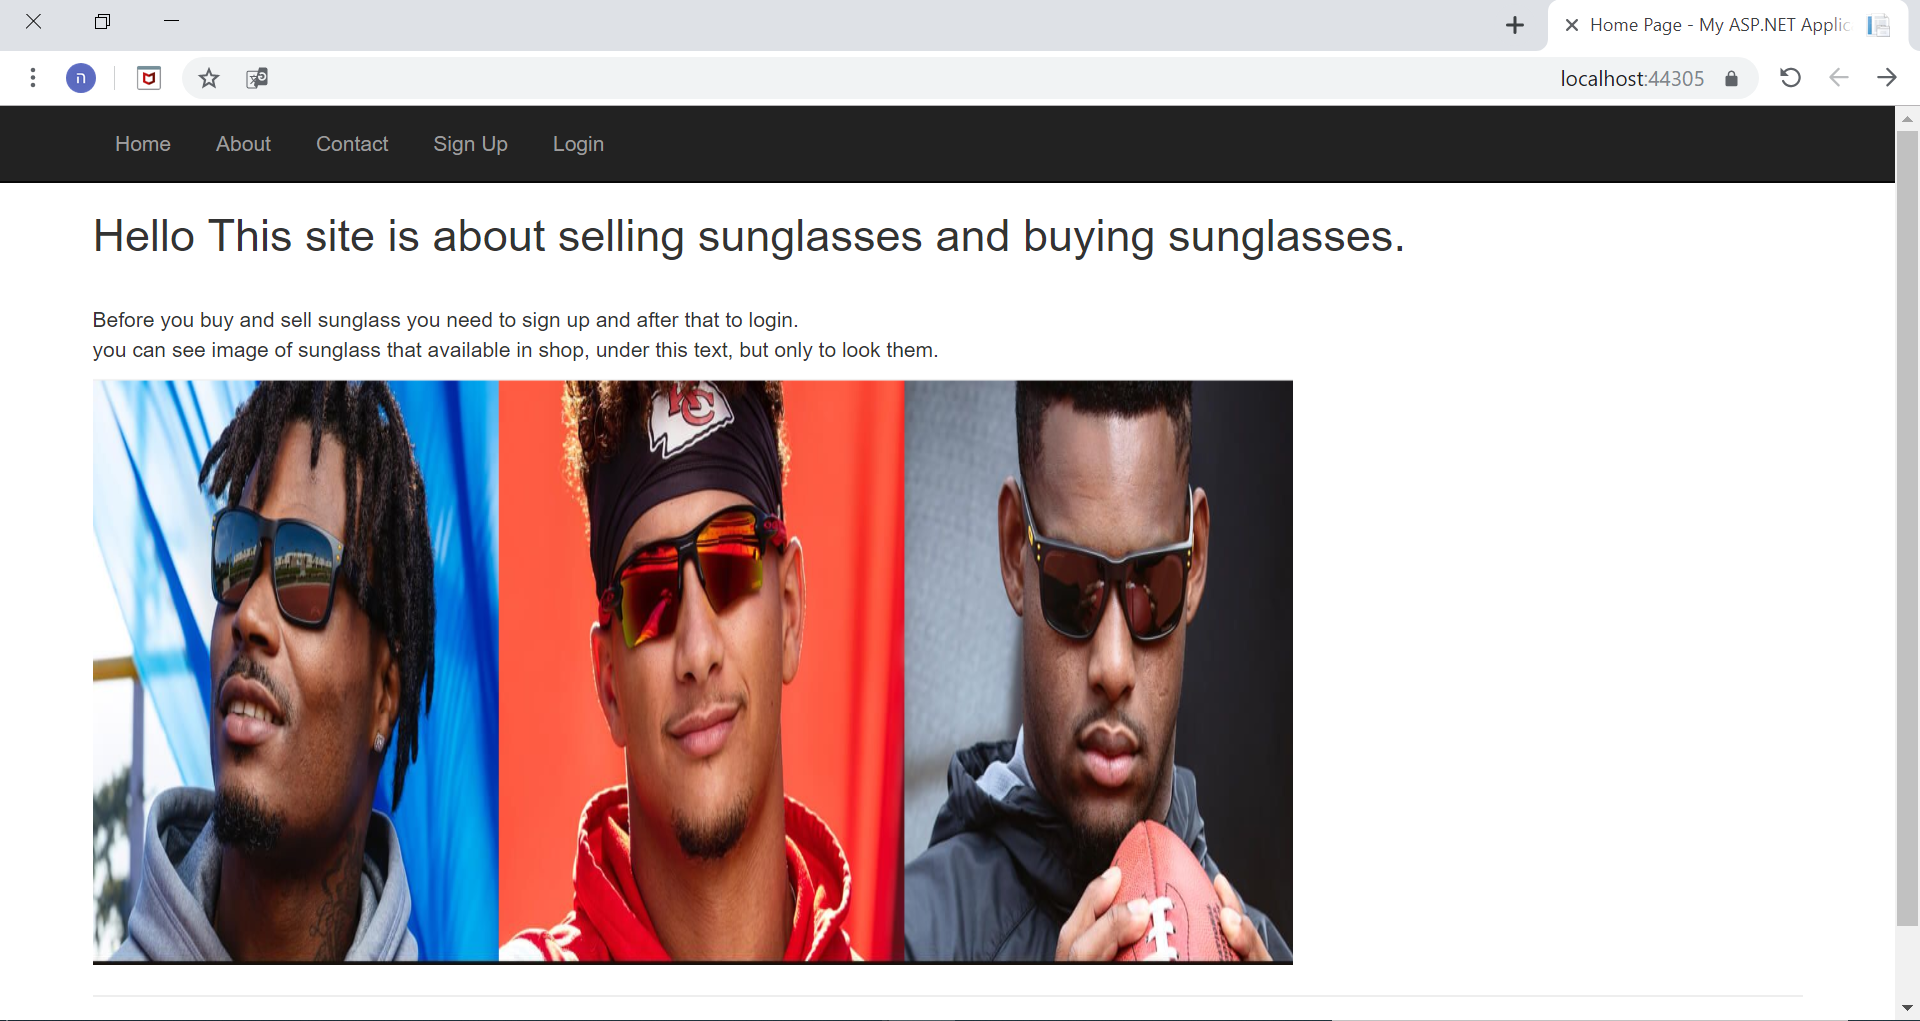 Home Page - My ASP.NET Applic
localhost:44305
ה
Home About Contact Sign Up Login
Hello This site is about selling sunglasses and buying sunglasses.
Before you buy and sell sunglass you need to sign up and after that to login.
you can see image of sunglass that available in shop, under this text, but only to look them.
KC